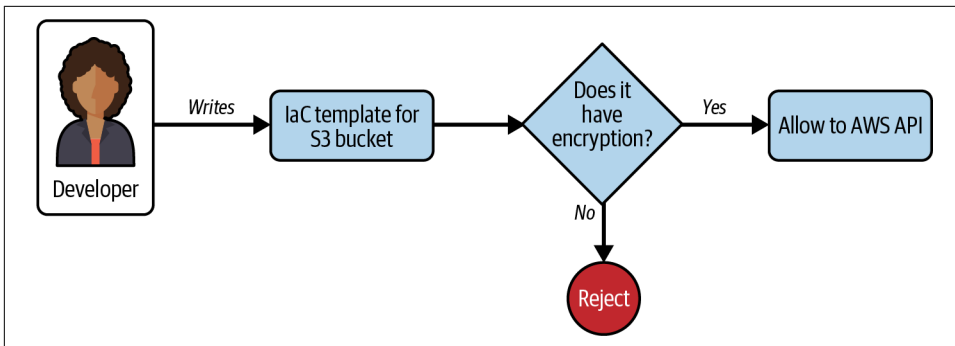 Developer
Writes
IaC template for
S3 bucket
Does it
have
encryption?
Yes
Allow to AWS API
No
Reject